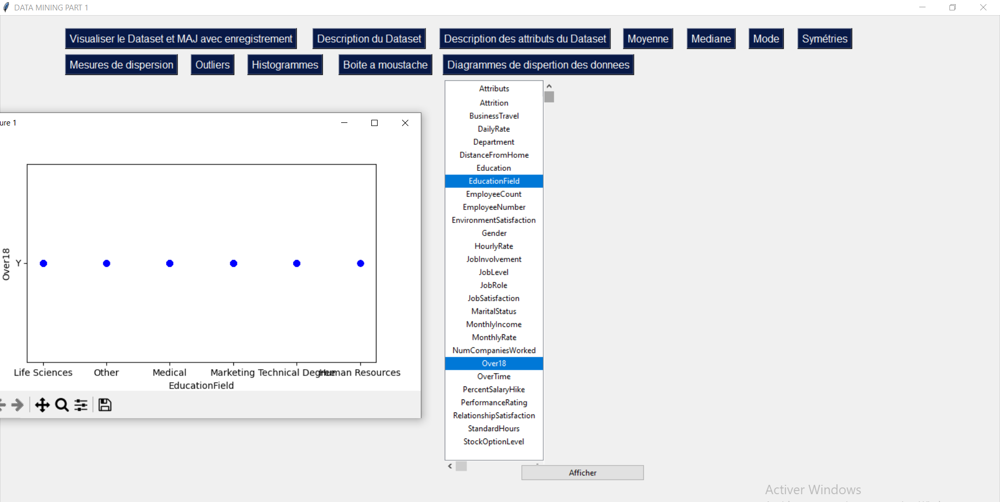 DATA MINING PART 1
Visualiser le Dataset et MAJ avec enregistrement Description du Dataset Description des attributs du Dataset Moyenne Mediane Mode Symétries
Mesures de dispersion Outliers Histogrammes Boite a moustache Diagrammes de dispertion des donnees
ure 1
Over18
Y
Life Sciences Other Medical Marketing Technical Degree Human Resources
EducationField
Attributs
Attrition
BusinessTravel
DailyRate
Department
DistanceFromHome
Education
EducationField
EmployeeCount
EmployeeNumber
EnvironmentSatisfaction
Gender
HourlyRate
JobInvolvement
JobLevel
JobRole
JobSatisfaction
MaritalStatus
MonthlyIncome
MonthlyRate
NumCompaniesWorked
Over18
OverTime
PercentSalaryHike
PerformanceRating
RelationshipSatisfaction
StandardHours
StockOptionLevel
Afficher
Activer Windows